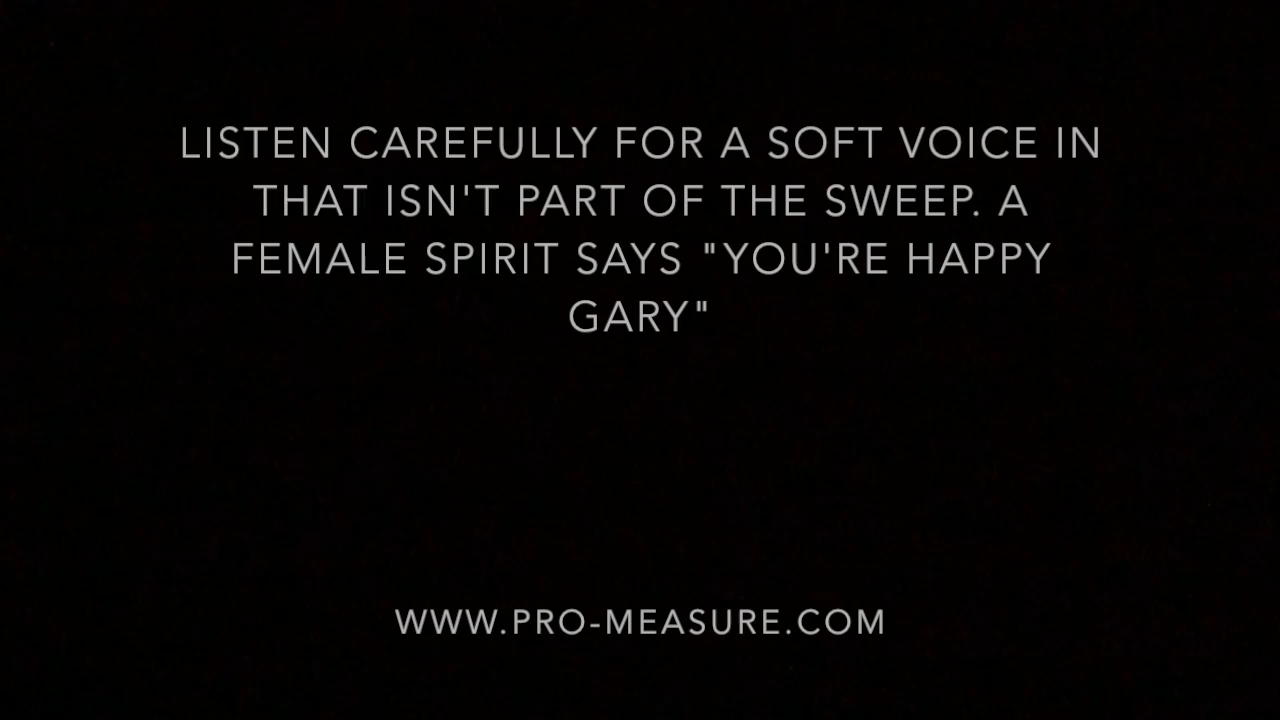 LISTEN CAREFULLY FOR A SOFT VOICE IN
THAT ISN'T PART OF THE SWEEP. A
FEMALE SPIRIT SAYS "YOU'RE HAPPY
GARY"
WWW.PRO-MEASURE.COM